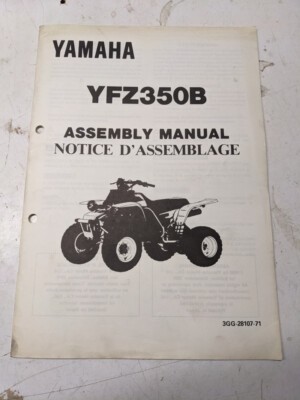 YAMAHA
YFZ350B
ASSEMBLY MANUAL
NOTICE D'ASSEMBLAGE
3GG-28107-71